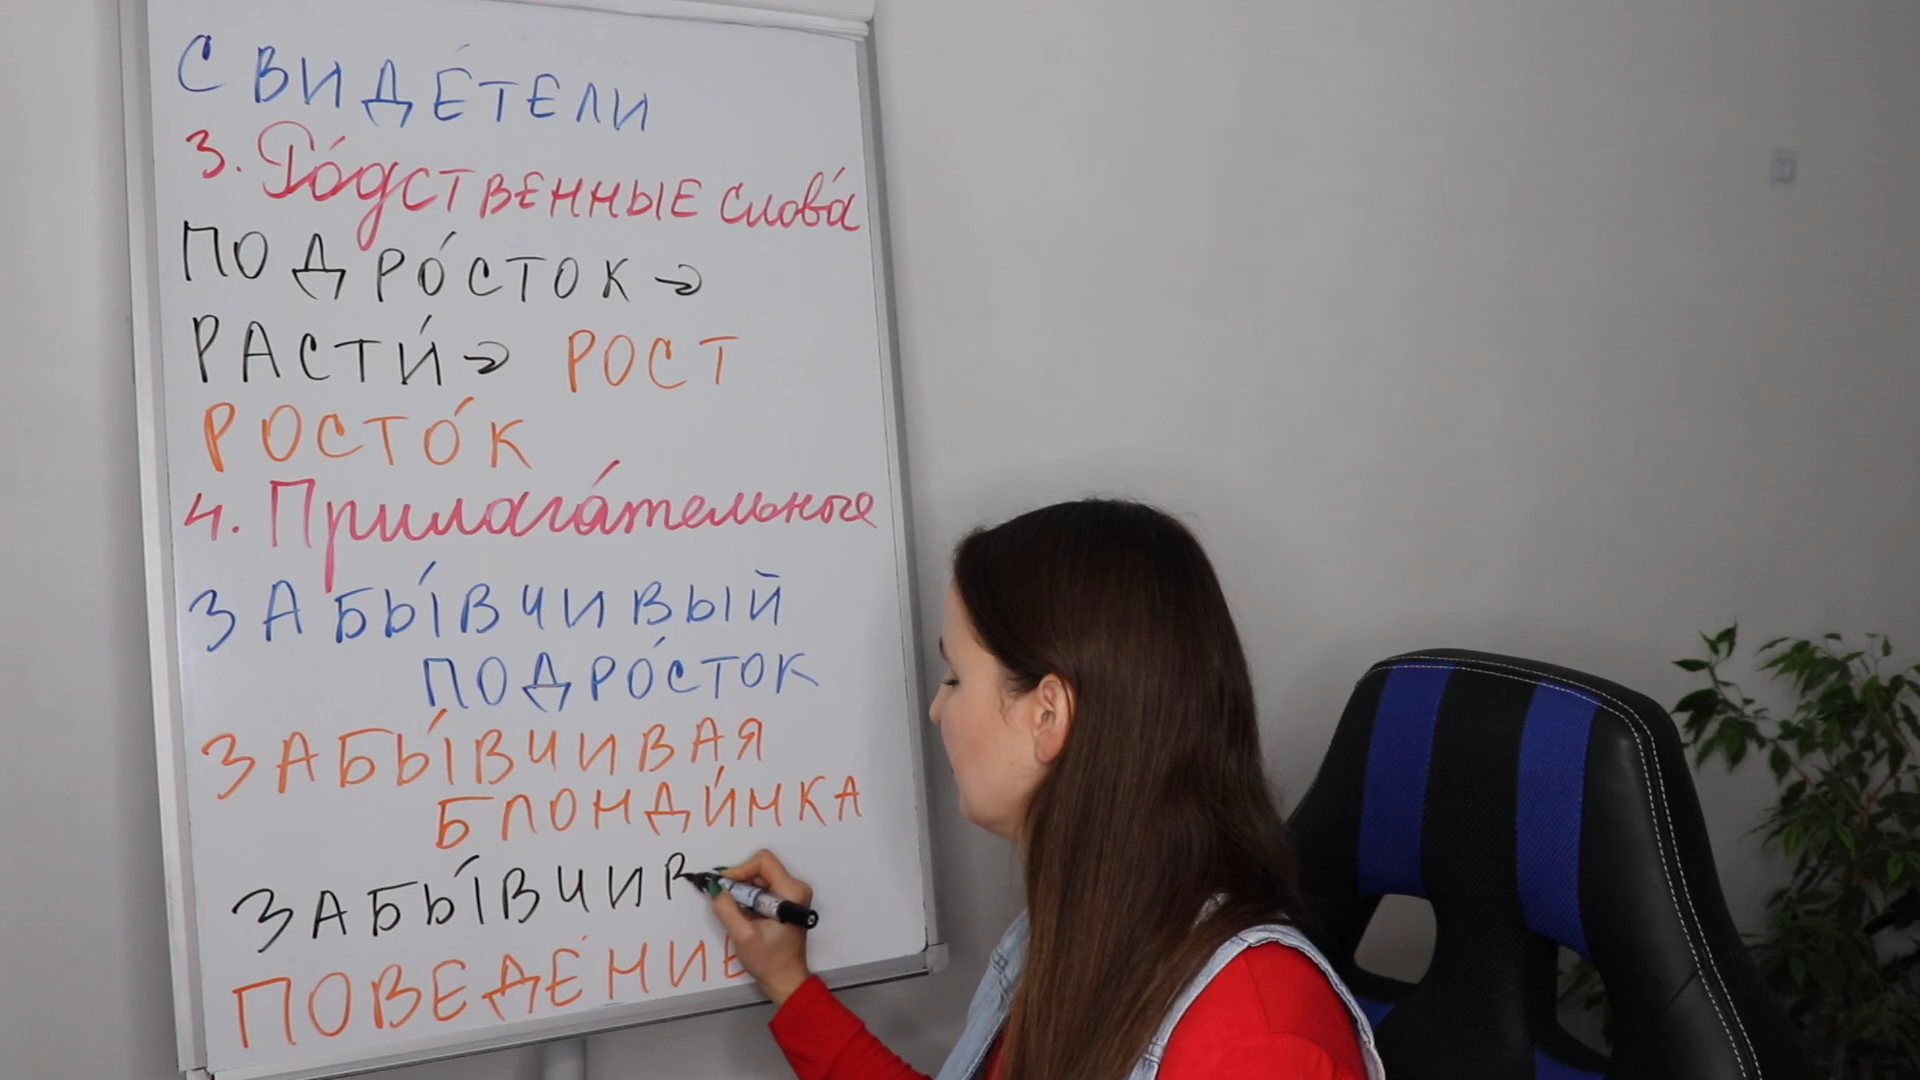 СВИДЕ́ТЕЛИ
3. Ро́дственные слова́
ПОДРО́СТОК →
РАСТИ́ → РОСТ
РОСТО́К
4. Прилага́тельные
ЗАБЫ́ВЧИВЫЙ
ПОДРО́СТОК
ЗАБЫ́ВЧИВАЯ
БЛОНДИ́НКА
ЗАБЫ́ВЧИВ
ПОВЕДЕ́НИЕ